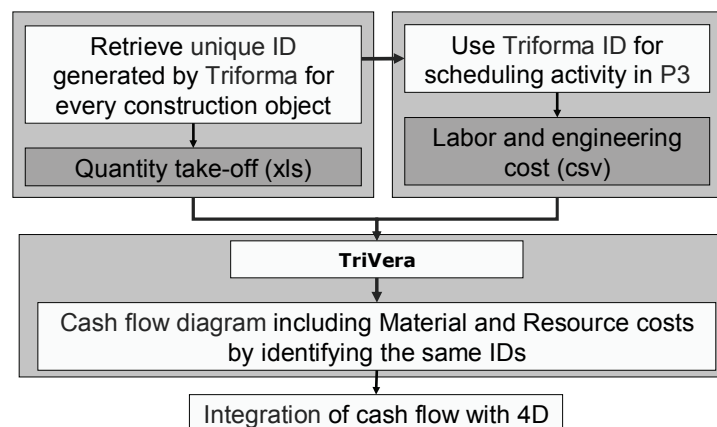 Retrieve unique ID
generated by Triforma for
every construction object
Quantity take-off (xls)
Use Triforma ID for
scheduling activity in P3
Labor and engineering
cost (csv)
TriVera
Cash flow diagram including Material and Resource costs
by identifying the same IDs
Integration of cash flow with 4D